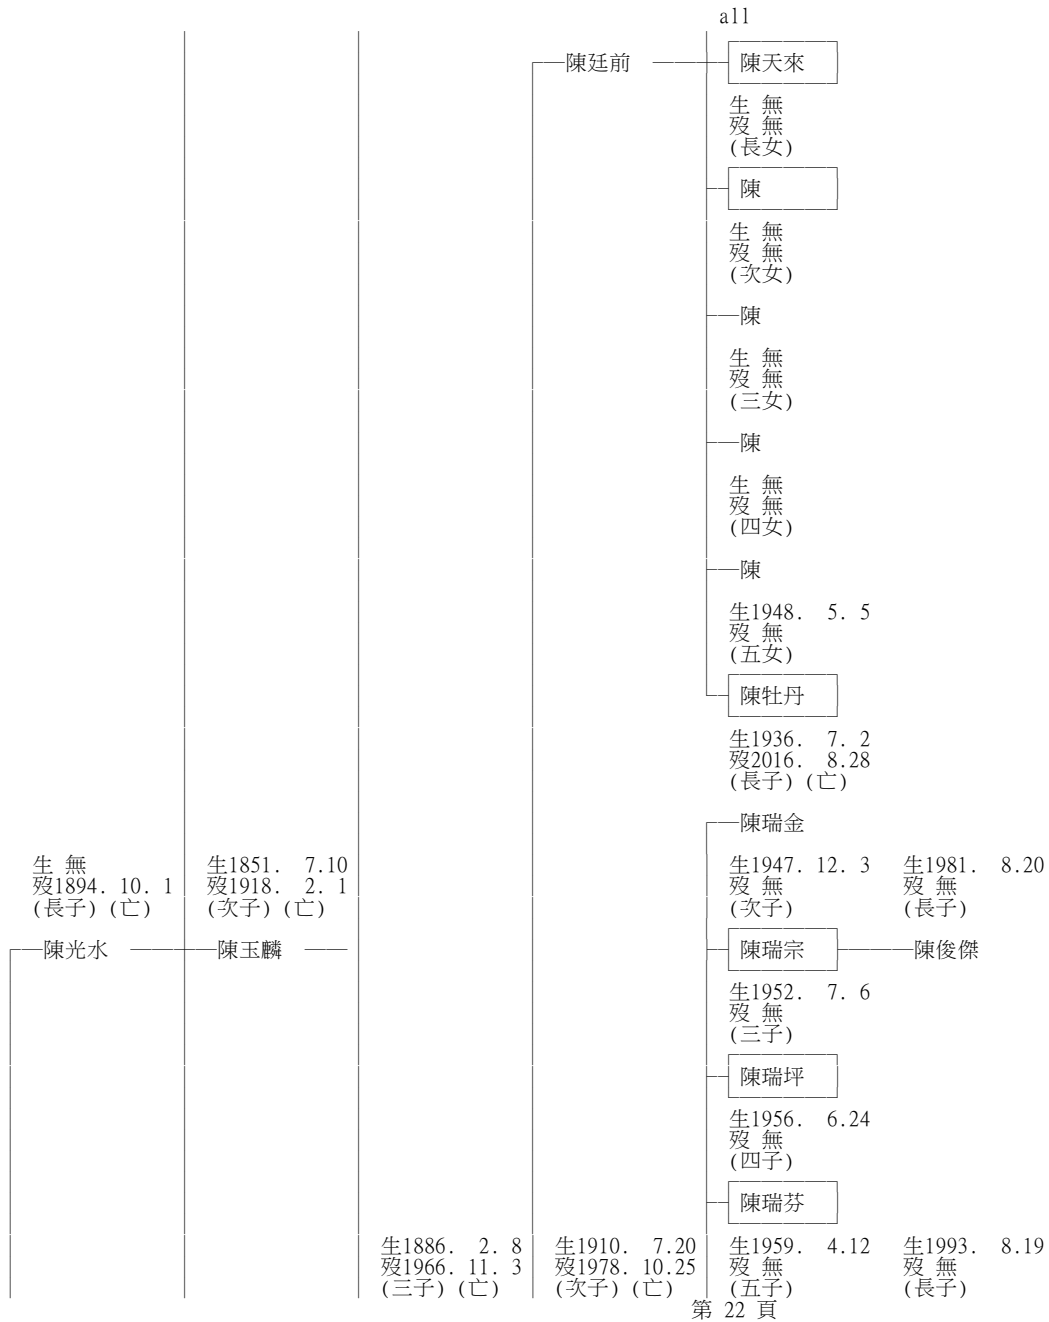 all
陳廷前 陳天來
生 無
歿 無
(長女)
陳
生 無
歿 無
(次女)
陳
生 無
歿 無
(三女)
陳
生 無
歿 無
(四女)
陳
生1948. 5. 5
歿 無
(五女)
陳牡丹
生1936. 7. 2
歿2016. 8.28
(長子)(亡)
陳瑞金
生 無 生1851. 7.10 生1947. 12. 3 生1981. 8.20
歿1894. 10. 1 歿1918. 2. 1 歿 無 歿 無
(長子)(亡) (次子)(亡) (次子) (長子)
陳光水 陳玉麟 陳瑞宗 陳俊傑
生1952. 7. 6
歿 無
(三子)
陳瑞坪
生1956. 6.24
歿 無
(四子)
陳瑞芬
生1886. 2. 8 生1910. 7.20 生1959. 4.12 生1993. 8.19
歿1966. 11. 3 歿1978. 10.25 歿 無 歿 無
(三子)(亡) (次子)(亡) (五子) (長子)
第 22 頁